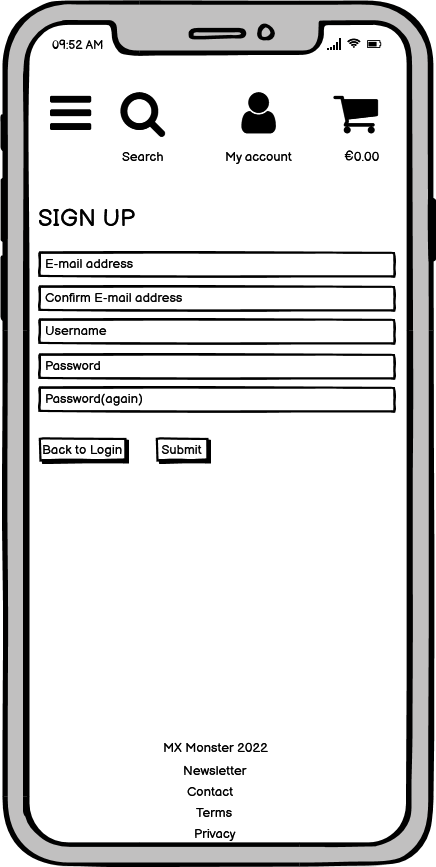 09:52 AM
Search My account €0.00
SIGN UP
E-mail address
Confirm E-mail address
Username
Password
Password(again)
Back to Login Submit
MX Monster 2022
Newsletter
Contact
Terms
Privacy